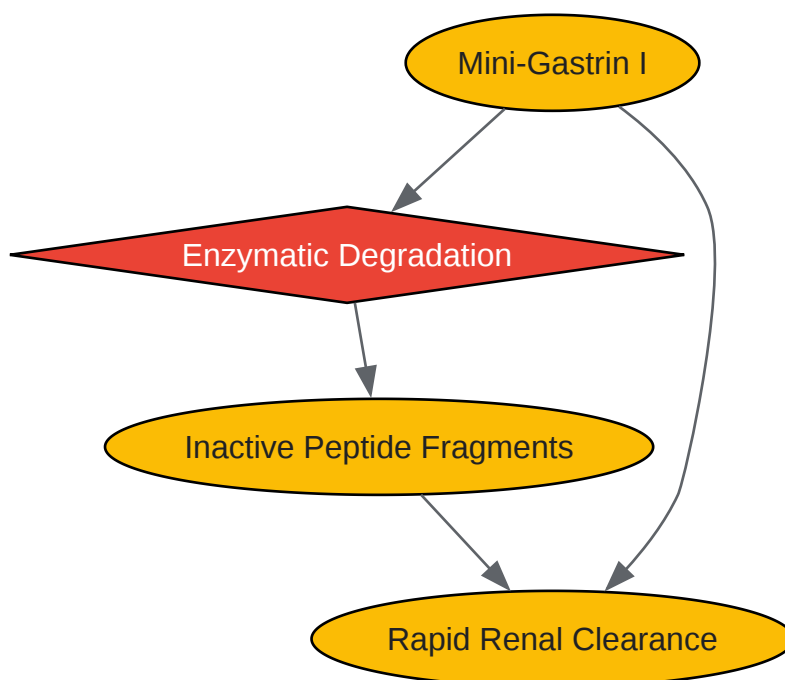 Mini-Gastrin I
Enzymatic Degradation
Inactive Peptide Fragments
Rapid Renal Clearance